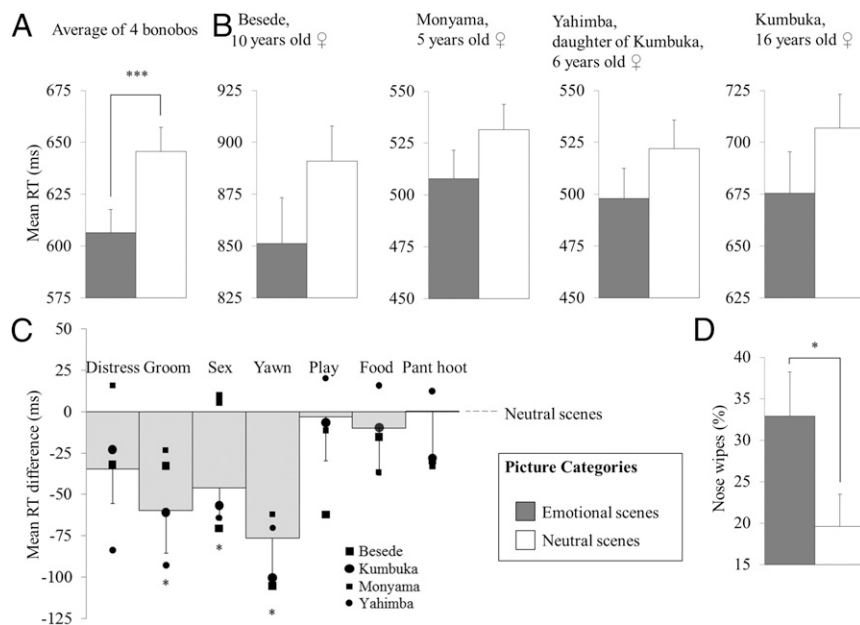 A
Average of 4 bonobos
B
Besede,
10 years old ♀
Monyama,
5 years old ♀
Yahimba,
daughter of Kumbuka,
6 years old ♀
Kumbuka
16 years old ♀
Mean RT (ms)
675
650
625
600
575
***
925
900
875
850
825
550
525
500
475
450
550
525
500
475
450
725
700
675
650
625
C
Mean RT difference (ms)
50
25
0
-25
-50
-75
-100
-125
Distress Groom Sex Yawn Play Food Pant hoot
Neutral scenes
* * *
Besede
Kumbuka
Monyama
Yahimba
Picture Categories
Emotional scenes
Neutral scenes
D
Nose wipes (%)
40
35
30
25
20
15
*